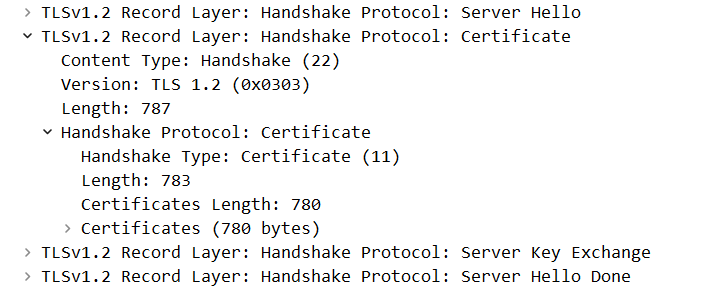 TLSv1.2 Record Layer: Handshake Protocol: Server Hello
TLSv1.2 Record Layer: Handshake Protocol: Certificate
Content Type: Handshake (22)
Version: TLS 1.2 (0x0303)
Length: 787
Handshake Protocol: Certificate
Handshake Type: Certificate (11)
Length: 783
Certificates Length: 780
Certificates (780 bytes)
TLSv1.2 Record Layer: Handshake Protocol: Server Key Exchange
TLSv1.2 Record Layer: Handshake Protocol: Server Hello Done